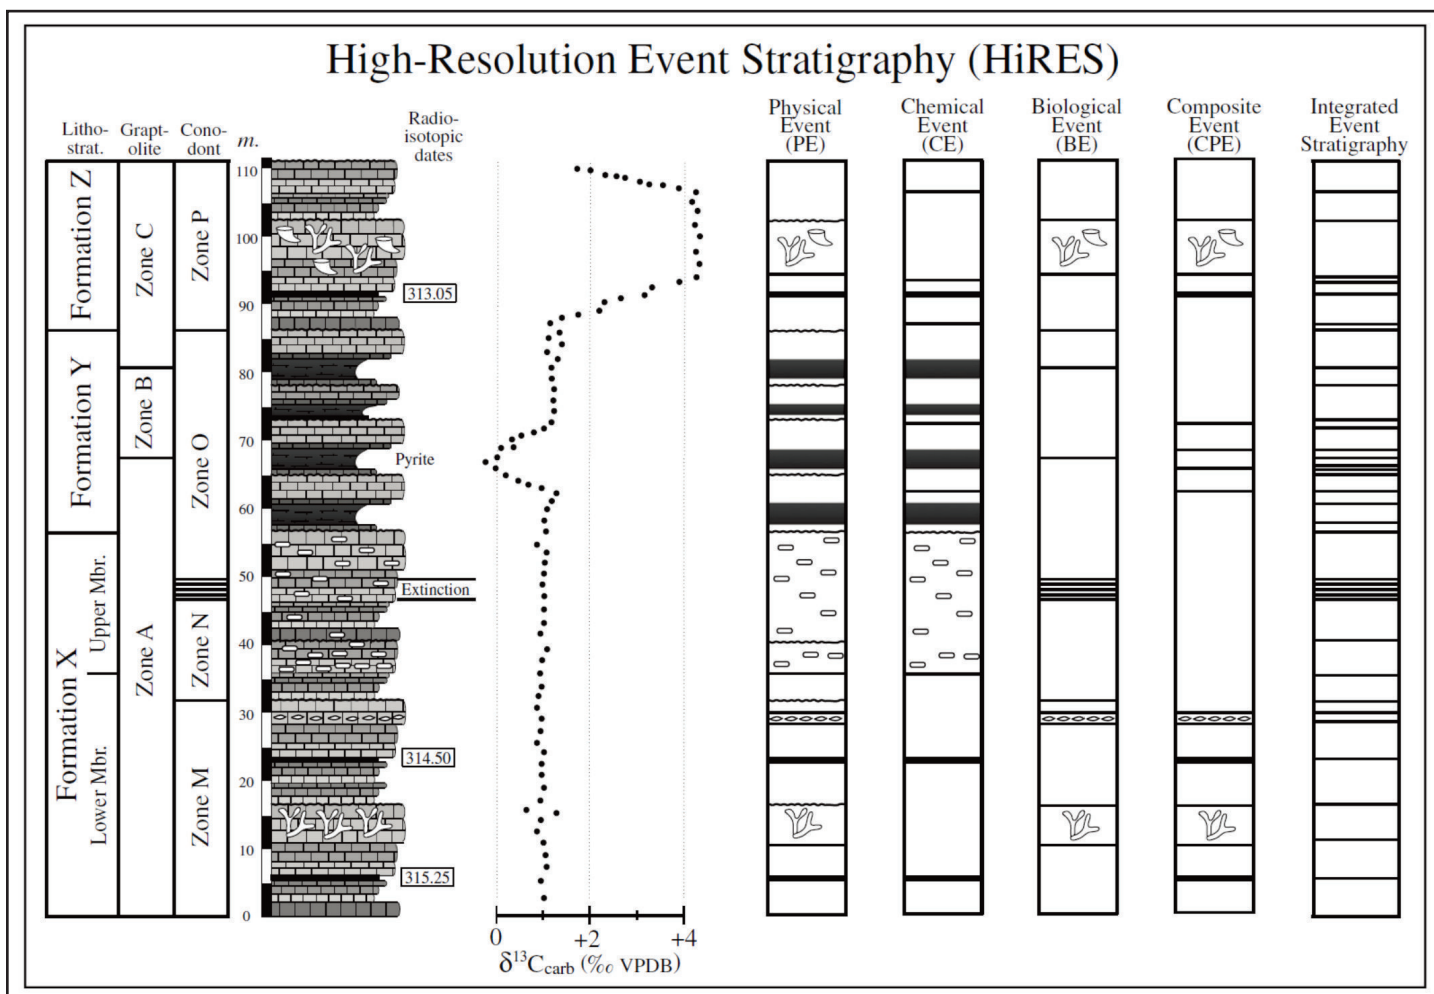 High-Resolution Event Stratigraphy (HiRES)
Litho-
strat.
Grapt-
olite
Cono-
dont
m.
Radio-
isotopic
dates
Physical
Event
(PE)
Chemical
Event
(CE)
Biological
Event
(BE)
Composite
Event
(CPE)
Integrated
Event
Stratigraphy
Formation Z
Formation Y
Formation X
Upper Mbr.
Lower Mbr.
Zone C
Zone B
Zone A
Zone P
Zone O
Zone N
Zone M
110
100
90
80
70
60
50
40
30
20
10
0
313.05
Pyrite
Extinction
314.50
315.25
0
+2
+4
δ13Ccarb (‰ VPDB)